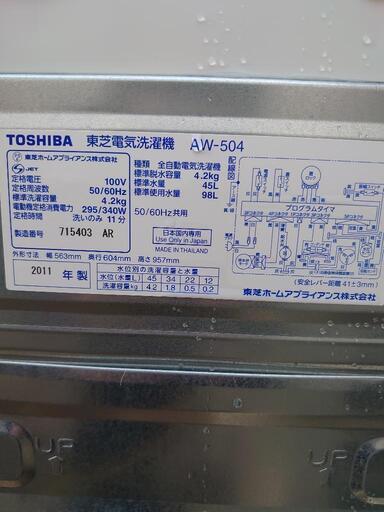 TOSHIBA 東芝電気洗濯機 AW-504
東芝ホームアプライアンス株式会社
JET
定格電圧 100V
定格周波数 50/60Hz
標準洗濯容量 4.2kg
電動機定格消費電力 295/340W
定格時間 洗いのみ 11分
製造番号 715403 AR
種類 全自動電気洗濯機
標準脱水容量 4.2kg
標準水量 45L
標準使用水量 98L
50/60Hz共用
日本国内専用
Use Only in Japan
MADE IN THAILAND
外形寸法 幅 563mm 奥行 604mm 高さ 957mm
2011 年製
水位別の洗濯容量と水量
水位(水量L) 45 34 22 12
洗濯容量kg 4.2 1.8 0.5 0.2
配線図
プログラムタイマ
(安全レバー距離 41±3mm)
東芝ホームアプライアンス株式会社
UP
UP